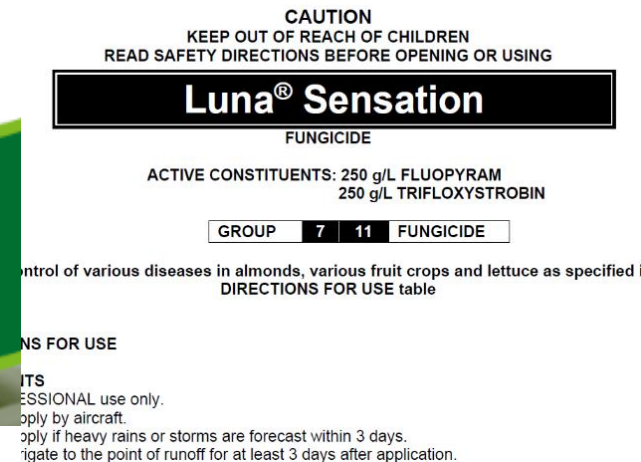 CAUTION
KEEP OUT OF REACH OF CHILDREN
READ SAFETY DIRECTIONS BEFORE OPENING OR USING
Luna® Sensation
FUNGICIDE
ACTIVE CONSTITUENTS: 250 g/L FLUOPYRAM
250 g/L TRIFLOXYSTROBIN
GROUP 7 11 FUNGICIDE
ntrol of various diseases in almonds, various fruit crops and lettuce as specified i
DIRECTIONS FOR USE table
NS FOR USE
TS
ESSIONAL use only.
pply by aircraft.
pply if heavy rains or storms are forecast within 3 days.
rigate to the point of runoff for at least 3 days after application.